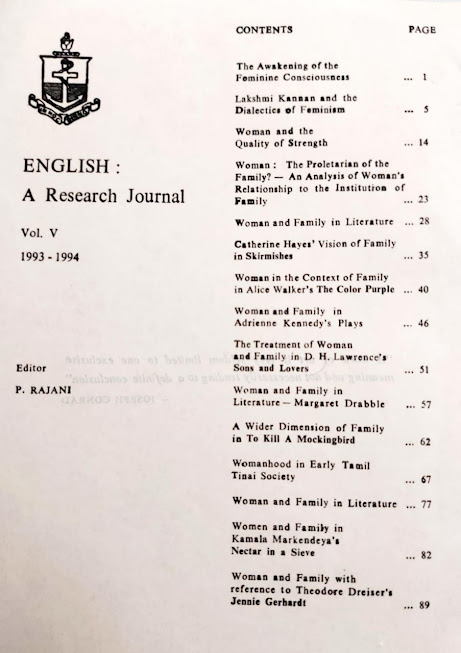 ENGLISH :
A Research Journal
Vol. V
1993 - 1994
Editor
P. RAJANI
CONTENTS PAGE
The Awakening of the
Feminine Consciousness ... 1
Lakshmi Kannan and the
Dialectics of Feminism ... 5
Woman and the
Quality of Strength ... 14
Woman : The Proletarian of the
Family? — An Analysis of Woman's
Relationship to the Institution of
Family ... 23
Woman and Family in Literature ... 28
Catherine Hayes' Vision of Family
in Skirmishes ... 35
Woman in the Context of Family
in Alice Walker's The Color Purple ... 40
Woman and Family in
Adrienne Kennedy's Plays ... 46
The Treatment of Woman
and Family in D. H. Lawrence's
Sons and Lovers ... 51
Woman and Family in
Literature — Margaret Drabble ... 57
A Wider Dimension of Family
in To Kill A Mockingbird ... 62
Womanhood in Early Tamil
Tinai Society ... 67
Woman and Family in Literature ... 77
Women and Family in
Kamala Markendeya's
Nectar in a Sieve ... 82
Woman and Family with
reference to Theodore Dreiser's
Jennie Gerhardt ... 89